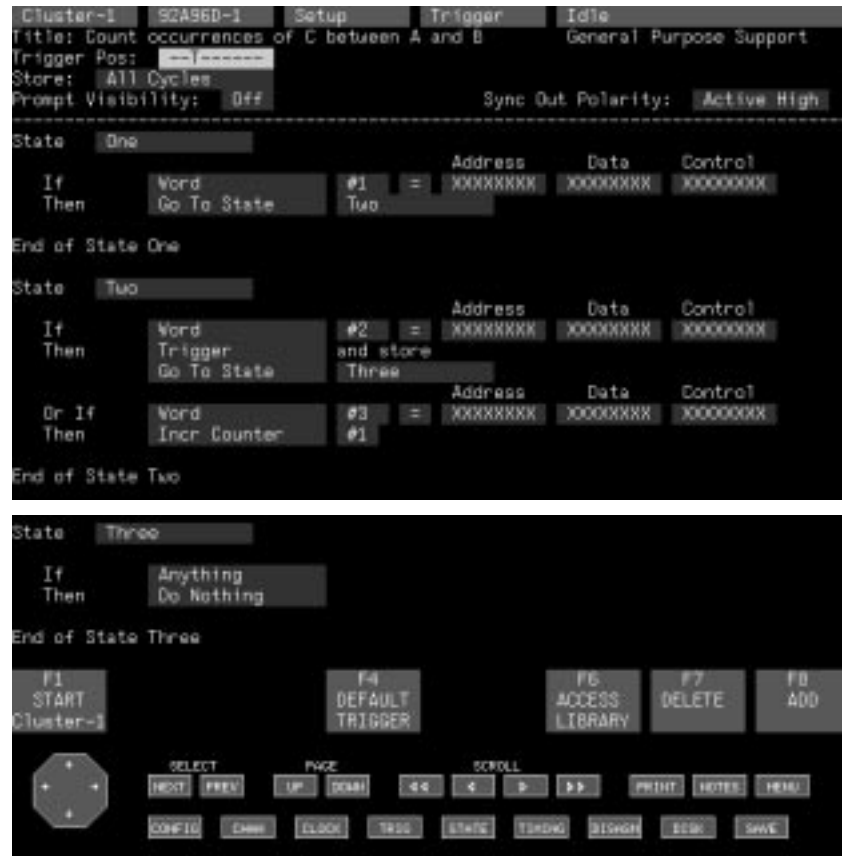 Cluster-1 92A96D-1 Setup Trigger Idle
Title: Count occurrences of C between A and B General Purpose Support
Trigger Pos: --T------
Store: All Cycles
Prompt Visibility: Off Sync Out Polarity: Active High
State One
Address Data Control
If Word #1 = XXXXXXXX XXXXXXXX XXXXXXXX
Then Go To State Two
End of State One
State Two
Address Data Control
If Word #2 = XXXXXXXX XXXXXXXX XXXXXXXX
Then Trigger and store
Go To State Three
Address Data Control
Or If Word #3 = XXXXXXXX XXXXXXXX XXXXXXXX
Then Incr Counter #1
End of State Two
State Three
If Anything
Then Do Nothing
End of State Three
F1 F4 F6 F7 F8
START DEFAULT ACCESS DELETE ADD
Cluster-1 TRIGGER LIBRARY
SELECT PAGE SCROLL
NEXT PREV UP DOWN PRINT NOTES MENU
CONFIG CHAN CLOCK TRIG STATE TIMING DISASM DISK SAVE